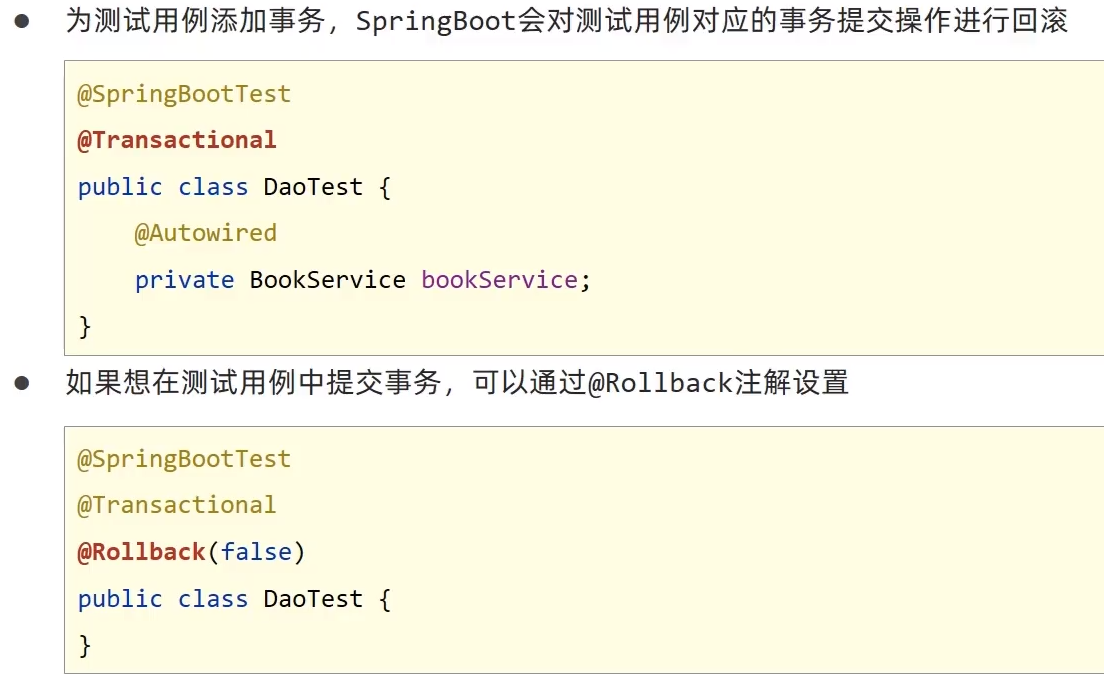 ● 为测试用例添加事务，SpringBoot会对测试用例对应的事务提交操作进行回滚
@SpringBootTest
@Transactional
public class DaoTest {
    @Autowired
    private BookService bookService;
}
● 如果想在测试用例中提交事务，可以通过@Rollback注解设置
@SpringBootTest
@Transactional
@Rollback(false)
public class DaoTest {
}